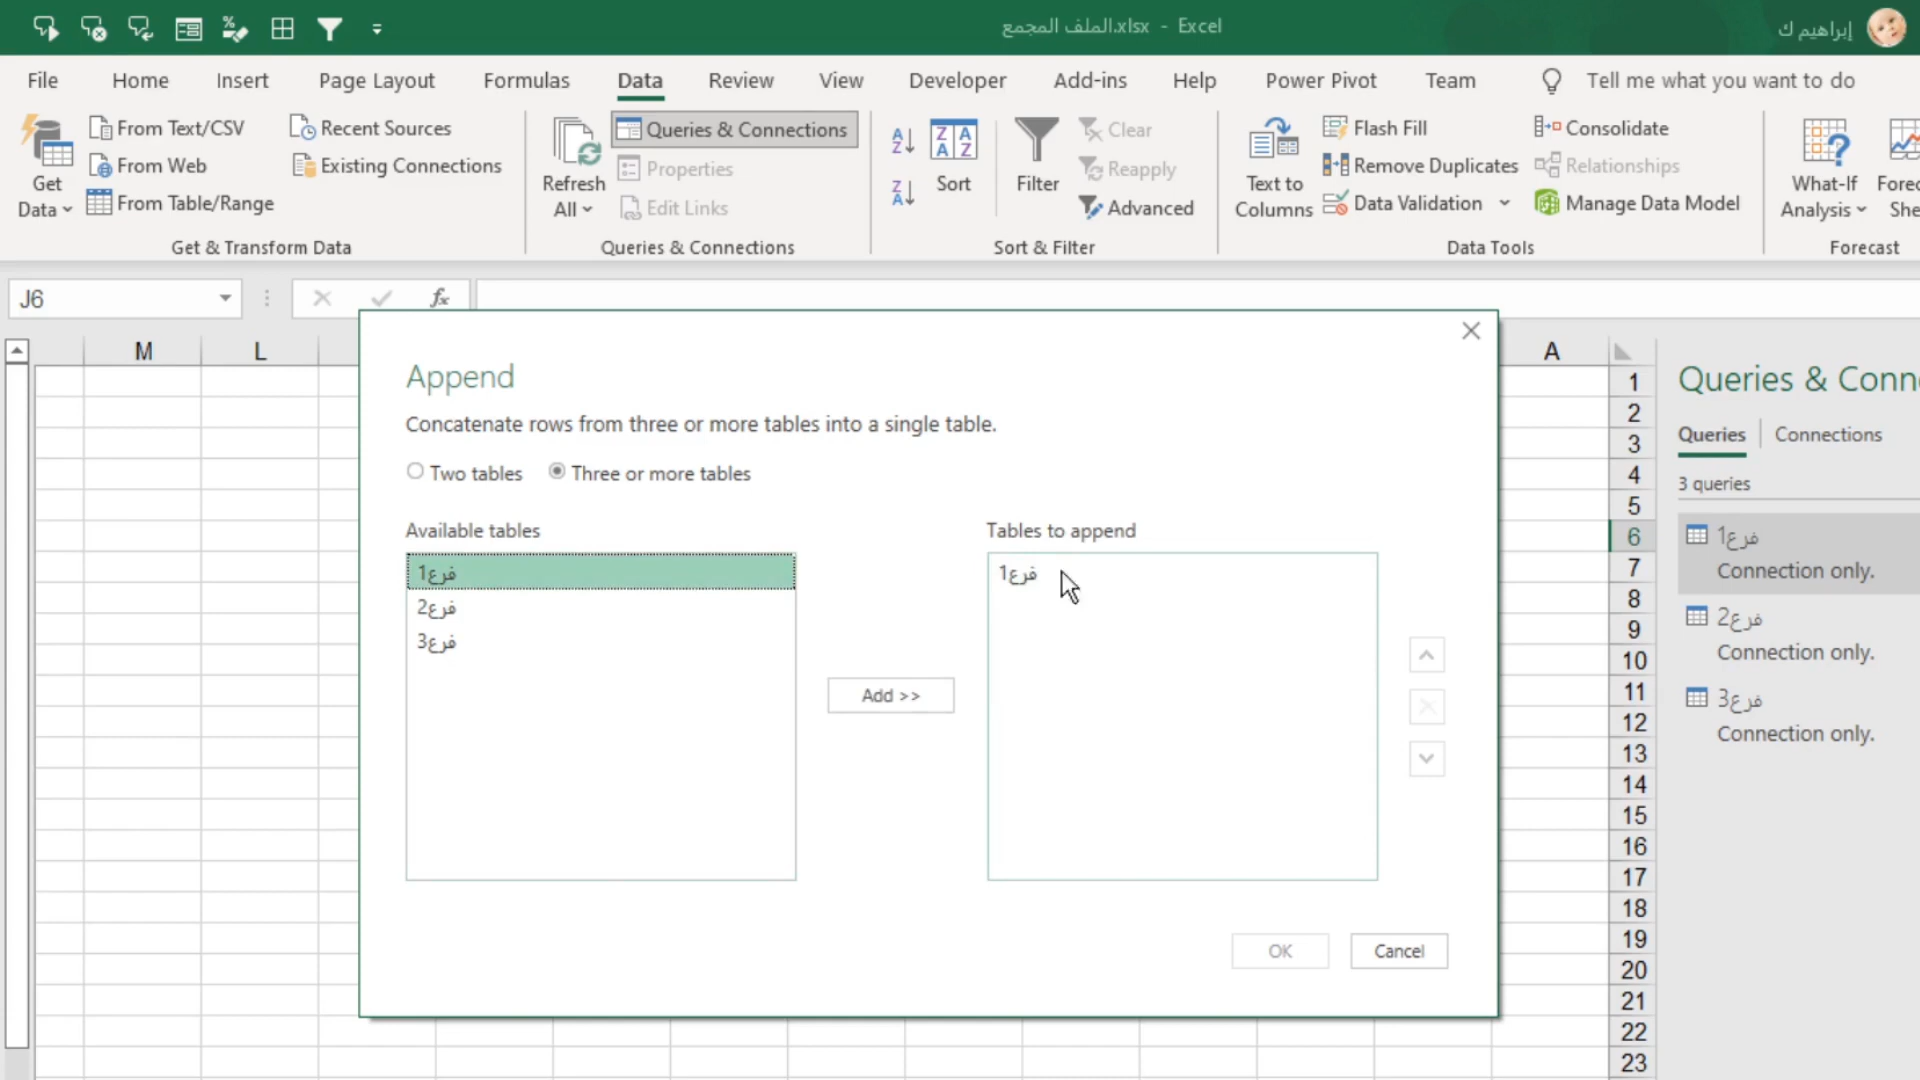 الملف المجمع.xlsx - Excel
إبراهيم ك
File Home Insert Page Layout Formulas Data Review View Developer Add-ins Help Power Pivot Team Tell me what you want to do
Get Data
From Text/CSV
From Web
From Table/Range
Recent Sources
Existing Connections
Get & Transform Data
Refresh All
Queries & Connections
Properties
Edit Links
Queries & Connections
Sort
Filter
Clear
Reapply
Advanced
Sort & Filter
Text to Columns
Flash Fill
Remove Duplicates
Data Validation
Consolidate
Relationships
Manage Data Model
Data Tools
What-If Analysis
Forec
She
Forecast
J6
fx
M L A
Append
Concatenate rows from three or more tables into a single table.
Two tables Three or more tables
Available tables
فرع1
فرع2
فرع3
Add >>
Tables to append
فرع1
OK Cancel
1
2
3
4
5
6
7
8
9
10
11
12
13
14
15
16
17
18
19
20
21
22
23
Queries & Conn
Queries Connections
3 queries
فرع1
Connection only.
فرع2
Connection only.
فرع3
Connection only.